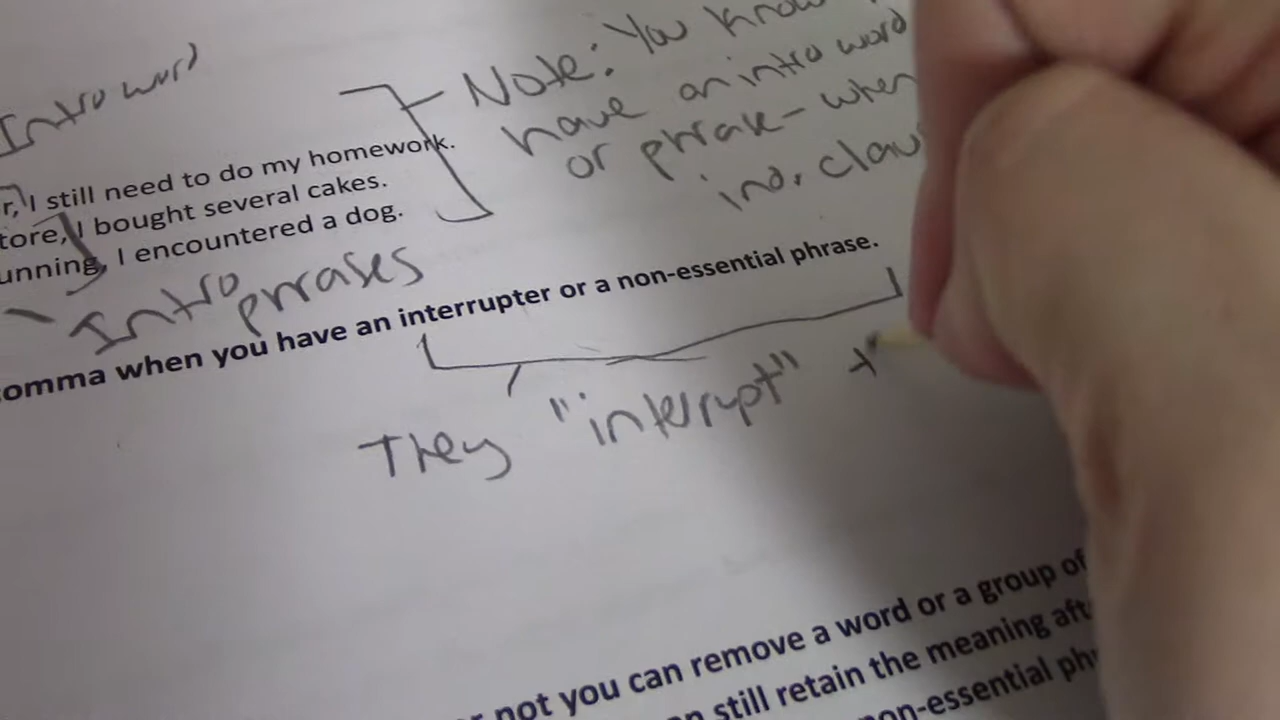 Intro word
Note: You know
have an intro word
or phrase - when
ind. clau
r, I still need to do my homework.
tore, I bought several cakes.
unning, I encountered a dog.
Intro phrases
omma when you have an interrupter or a non-essential phrase.
They "interrupt" t
r not you can remove a word or a group of
n still retain the meaning aft
non-essential ph